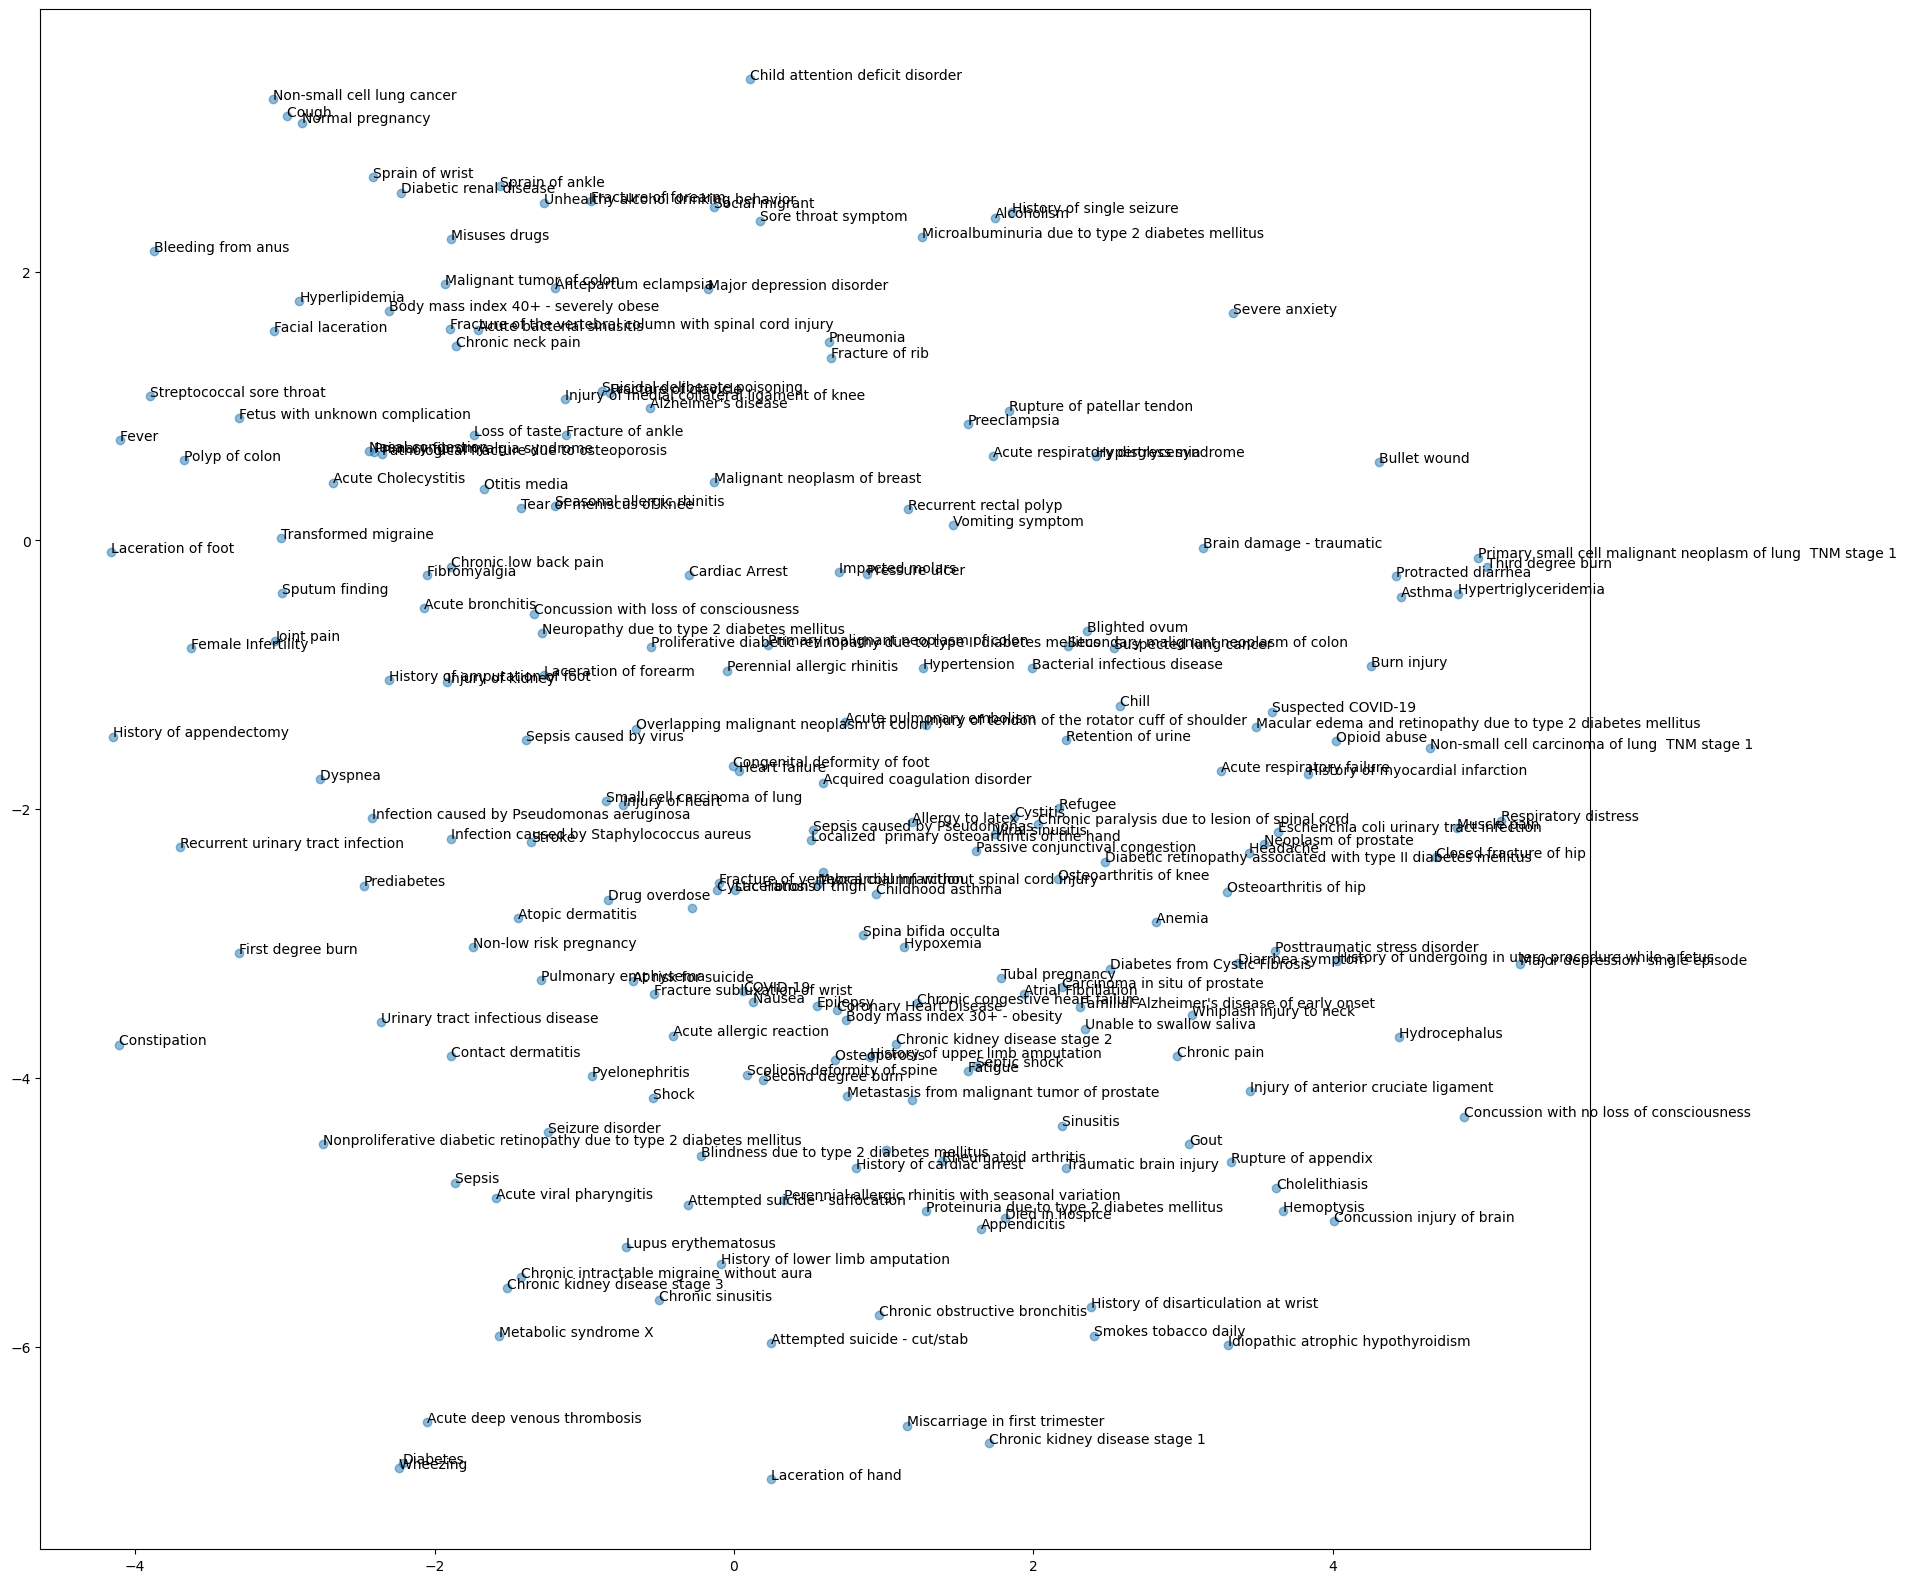 Child attention deficit disorder
Non-small cell lung cancer
Cough
Normal pregnancy
Sprain of wrist
Sprain of ankle
Diabetic renal disease
Unhealthy alcohol drinking behavior
Fracture of forearm
Social migrant
History of single seizure
Alcoholism
Sore throat symptom
Misuses drugs
Microalbuminuria due to type 2 diabetes mellitus
Bleeding from anus
2
Malignant tumor of colon
Antepartum eclampsia
Major depression disorder
Hyperlipidemia
Body mass index 40+ - severely obese
Severe anxiety
Facial laceration
Fracture of the vertebral column with spinal cord injury
Acute bacterial sinusitis
Chronic neck pain
Pneumonia
Fracture of rib
Streptococcal sore throat
Suicidal deliberate poisoning
Fracture of clavicle
Injury of medial collateral ligament of knee
Alzheimer's disease
Fetus with unknown complication
Rupture of patellar tendon
Preeclampsia
Fever
Loss of taste
Fracture of ankle
Nasal congestion
Primary fibromyalgia syndrome
Pathological fracture due to osteoporosis
Polyp of colon
Acute respiratory distress syndrome
Hyperglycemia
Bullet wound
Acute Cholecystitis
Otitis media
Malignant neoplasm of breast
Tear of meniscus of knee
Seasonal allergic rhinitis
Recurrent rectal polyp
Vomiting symptom
0
Transformed migraine
Laceration of foot
Brain damage - traumatic
Primary small cell malignant neoplasm of lung  TNM stage 1
Third degree burn
Chronic low back pain
Fibromyalgia
Cardiac Arrest
Impacted molars
Pressure ulcer
Protracted diarrhea
Asthma
Hypertriglyceridemia
Sputum finding
Acute bronchitis
Concussion with loss of consciousness
Neuropathy due to type 2 diabetes mellitus
Blighted ovum
Joint pain
Female Infertility
Proliferative diabetic retinopathy due to type II diabetes mellitus
Primary malignant neoplasm of colon
Secondary malignant neoplasm of colon
Suspected lung cancer
History of amputation of foot
Injury of kidney
Laceration of forearm
Perennial allergic rhinitis
Hypertension
Bacterial infectious disease
Burn injury
Chill
Suspected COVID-19
History of appendectomy
Sepsis caused by virus
Overlapping malignant neoplasm of colon
Acute pulmonary embolism
Injury of tendon of the rotator cuff of shoulder
Retention of urine
Macular edema and retinopathy due to type 2 diabetes mellitus
Opioid abuse
Non-small cell carcinoma of lung  TNM stage 1
Dyspnea
Congenital deformity of foot
Heart failure
Acquired coagulation disorder
Acute respiratory failure
History of myocardial infarction
−2
Small cell carcinoma of lung
Injury of heart
Refugee
Cystitis
Infection caused by Pseudomonas aeruginosa
Allergy to latex
Chronic paralysis due to lesion of spinal cord
Respiratory distress
Muscle pain
Recurrent urinary tract infection
Infection caused by Staphylococcus aureus
Stroke
Sepsis caused by Pseudomonas
Localized  primary osteoarthritis of the hand
Viral sinusitis
Passive conjunctival congestion
Escherichia coli urinary tract infection
Neoplasm of prostate
Headache
Closed fracture of hip
Diabetic retinopathy associated with type II diabetes mellitus
Prediabetes
Drug overdose
Fracture of vertebral column without spinal cord injury
Myocardial Infarction
Cystic Fibrosis
Laceration of thigh
Childhood asthma
Osteoarthritis of knee
Osteoarthritis of hip
Atopic dermatitis
Anemia
First degree burn
Non-low risk pregnancy
Spina bifida occulta
Hypoxemia
Posttraumatic stress disorder
Diarrhea symptom
History of undergoing in utero procedure while a fetus
Major depression  single episode
Pulmonary emphysema
At risk for suicide
Fracture subluxation of wrist
COVID-19
Nausea
Tubal pregnancy
Diabetes from Cystic Fibrosis
Carcinoma in situ of prostate
Atrial Fibrillation
Urinary tract infectious disease
Epilepsy
Coronary Heart Disease
Chronic congestive heart failure
Body mass index 30+ - obesity
Familial Alzheimer's disease of early onset
Whiplash injury to neck
Unable to swallow saliva
Hydrocephalus
Constipation
Acute allergic reaction
Chronic kidney disease stage 2
Contact dermatitis
Osteoporosis
History of upper limb amputation
Chronic pain
−4
Pyelonephritis
Scoliosis deformity of spine
Second degree burn
Septic shock
Fatigue
Shock
Metastasis from malignant tumor of prostate
Injury of anterior cruciate ligament
Concussion with no loss of consciousness
Seizure disorder
Sinusitis
Nonproliferative diabetic retinopathy due to type 2 diabetes mellitus
Gout
Blindness due to type 2 diabetes mellitus
History of cardiac arrest
Rheumatoid arthritis
Traumatic brain injury
Rupture of appendix
Sepsis
Acute viral pharyngitis
Attempted suicide - suffocation
Perennial allergic rhinitis with seasonal variation
Cholelithiasis
Proteinuria due to type 2 diabetes mellitus
Died in hospice
Appendicitis
Hemoptysis
Concussion injury of brain
Lupus erythematosus
History of lower limb amputation
Chronic intractable migraine without aura
Chronic kidney disease stage 3
Chronic sinusitis
Chronic obstructive bronchitis
History of disarticulation at wrist
Metabolic syndrome X
Attempted suicide - cut/stab
Smokes tobacco daily
Idiopathic atrophic hypothyroidism
−6
Acute deep venous thrombosis
Miscarriage in first trimester
Chronic kidney disease stage 1
Diabetes
Wheezing
Laceration of hand
−4 −2 0 2 4